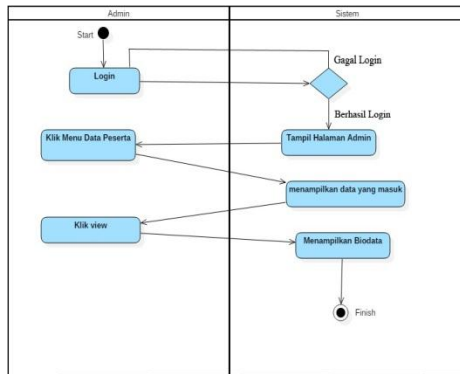 Admin
Sistem
Start
Login
Gagal Login
Berhasil Login
Klik Menu Data Peserta
Tampil Halaman Admin
menampilkan data yang masuk
Klik view
Menampilkan Biodata
Finish